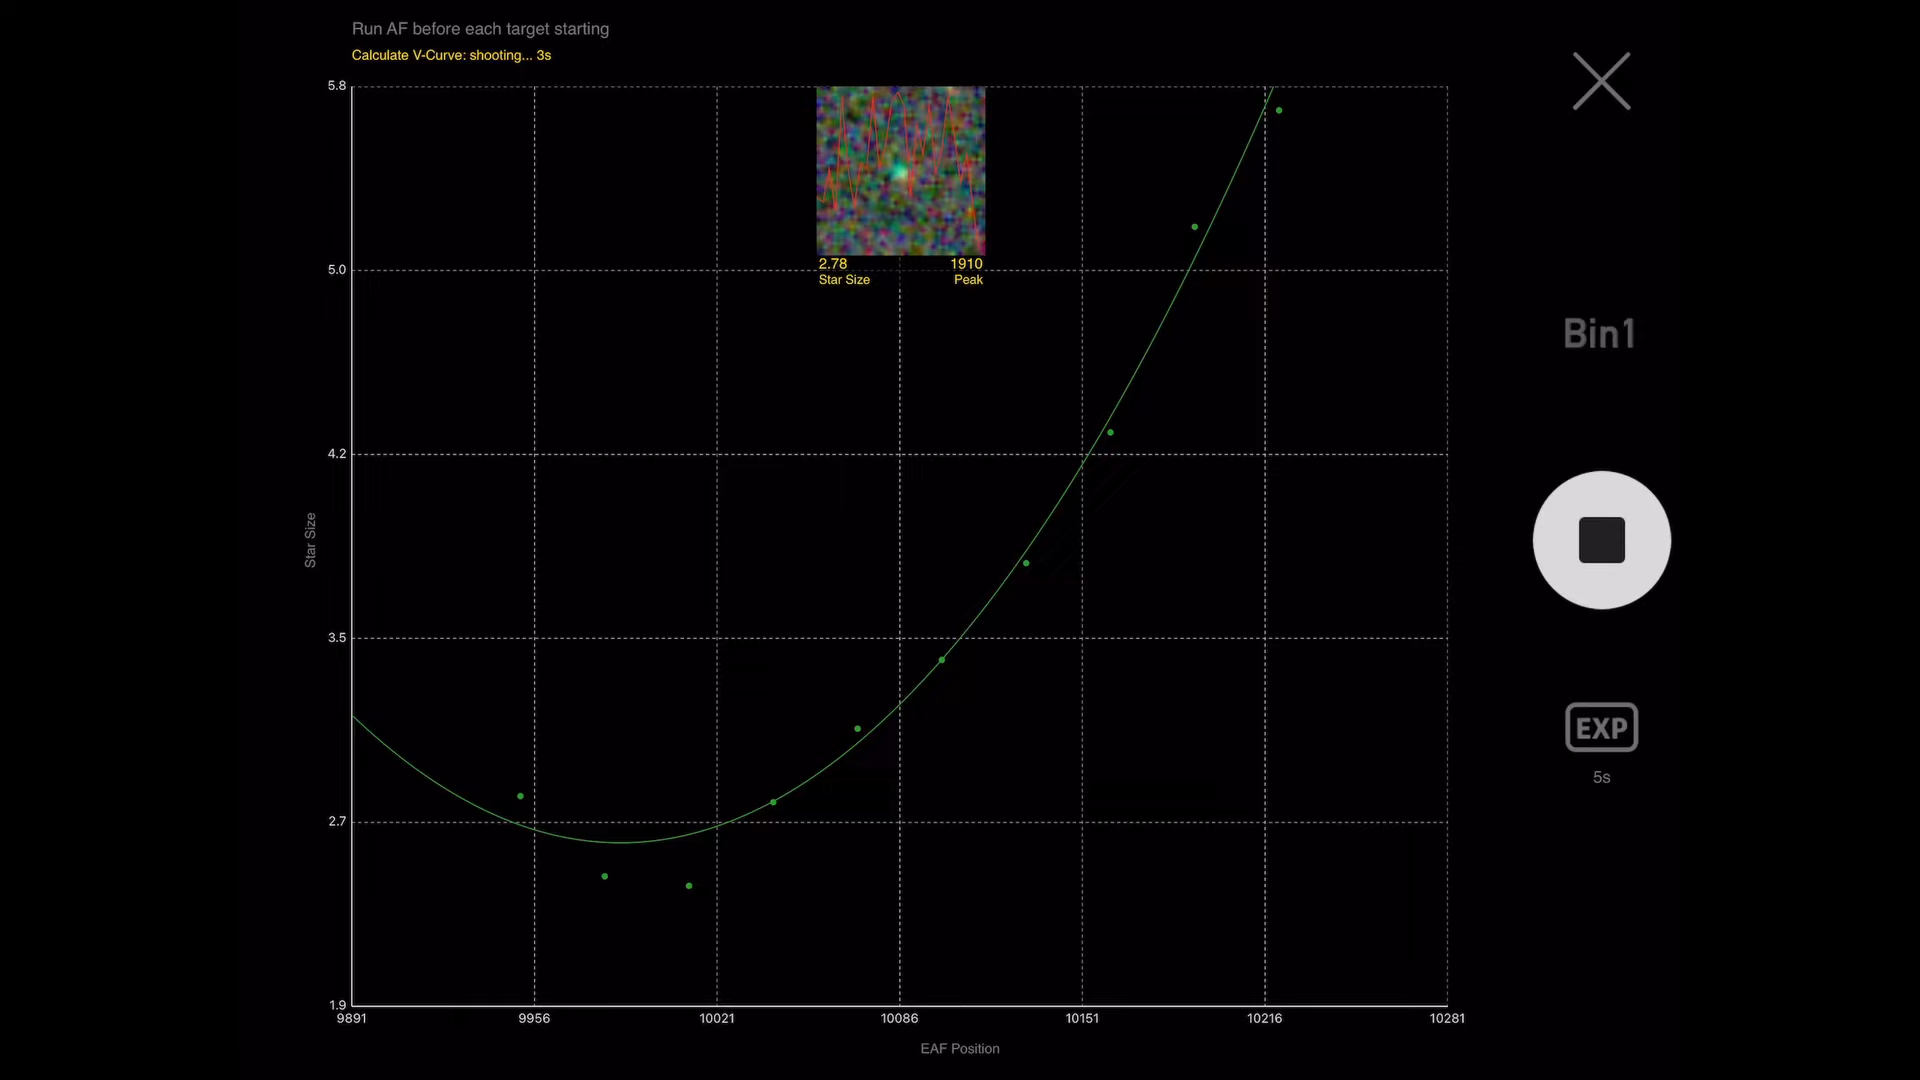 Run AF before each target starting
Calculate V-Curve: shooting... 3s
5.8
5.0
4.2
3.5
2.7
1.9
Star Size
2.78 1910
Star Size Peak
9891 9956 10021 10086 10151 10216 10281
EAF Position
Bin1
EXP
5s